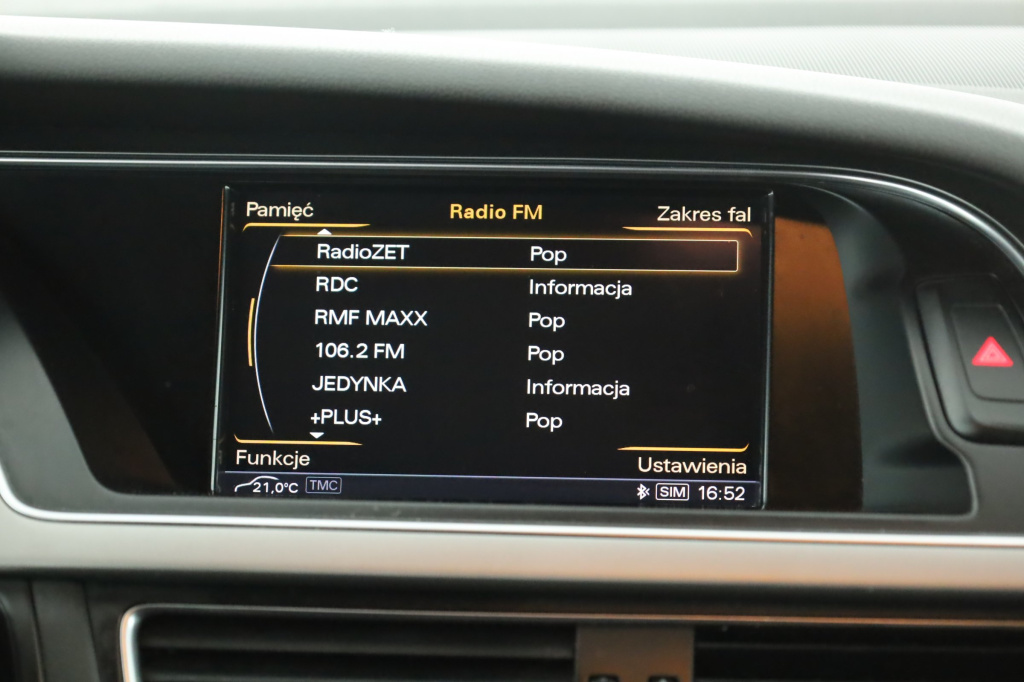 Pamięć Radio FM Zakres fal
RadioZET Pop
RDC Informacja
RMF MAXX Pop
106.2 FM Pop
JEDYNKA Informacja
+PLUS+ Pop
Funkcje Ustawienia
21,0°C TMC SIM 16:52